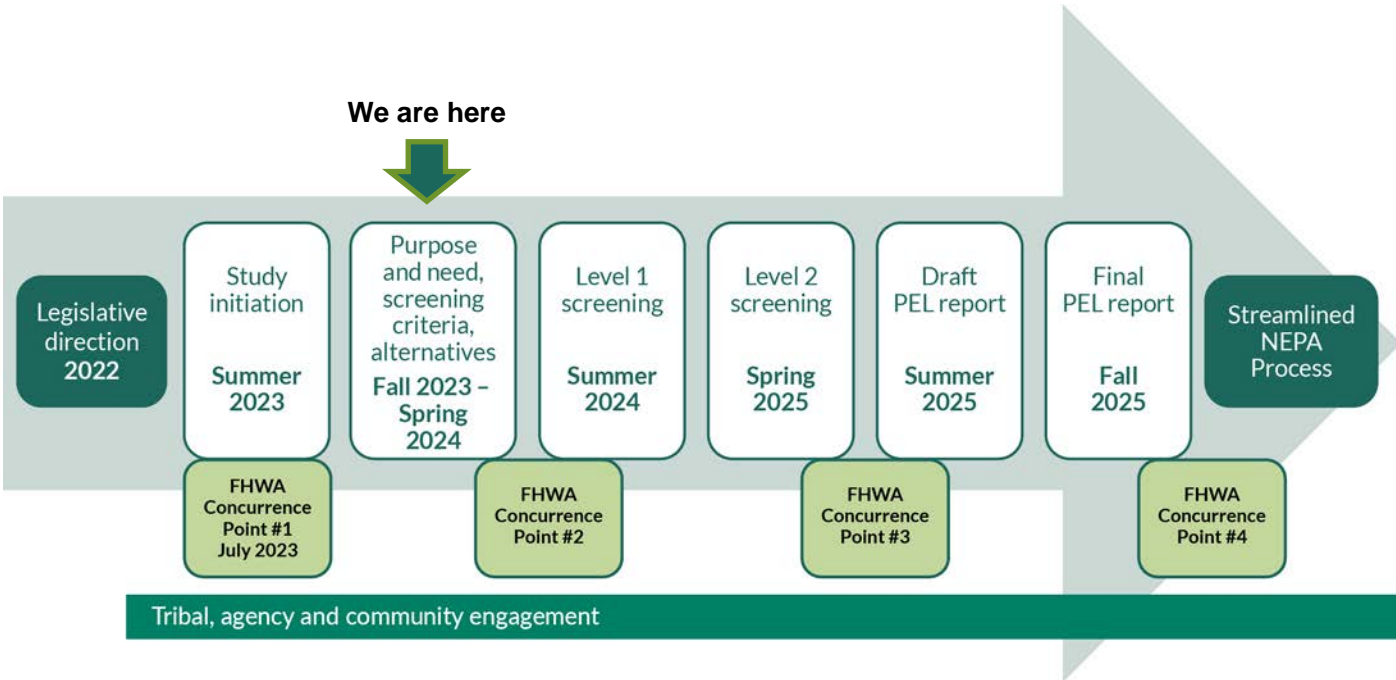 We are here
Legislative
direction
2022
Study
initiation
Summer
2023
Purpose
and need,
screening
criteria,
alternatives
Fall 2023 –
Spring
2024
Level 1
screening
Summer
2024
Level 2
screening
Spring
2025
Draft
PEL report
Summer
2025
Final
PEL report
Fall
2025
Streamlined
NEPA
Process
FHWA
Concurrence
Point #1
July 2023
FHWA
Concurrence
Point #2
FHWA
Concurrence
Point #3
FHWA
Concurrence
Point #4
Tribal, agency and community engagement